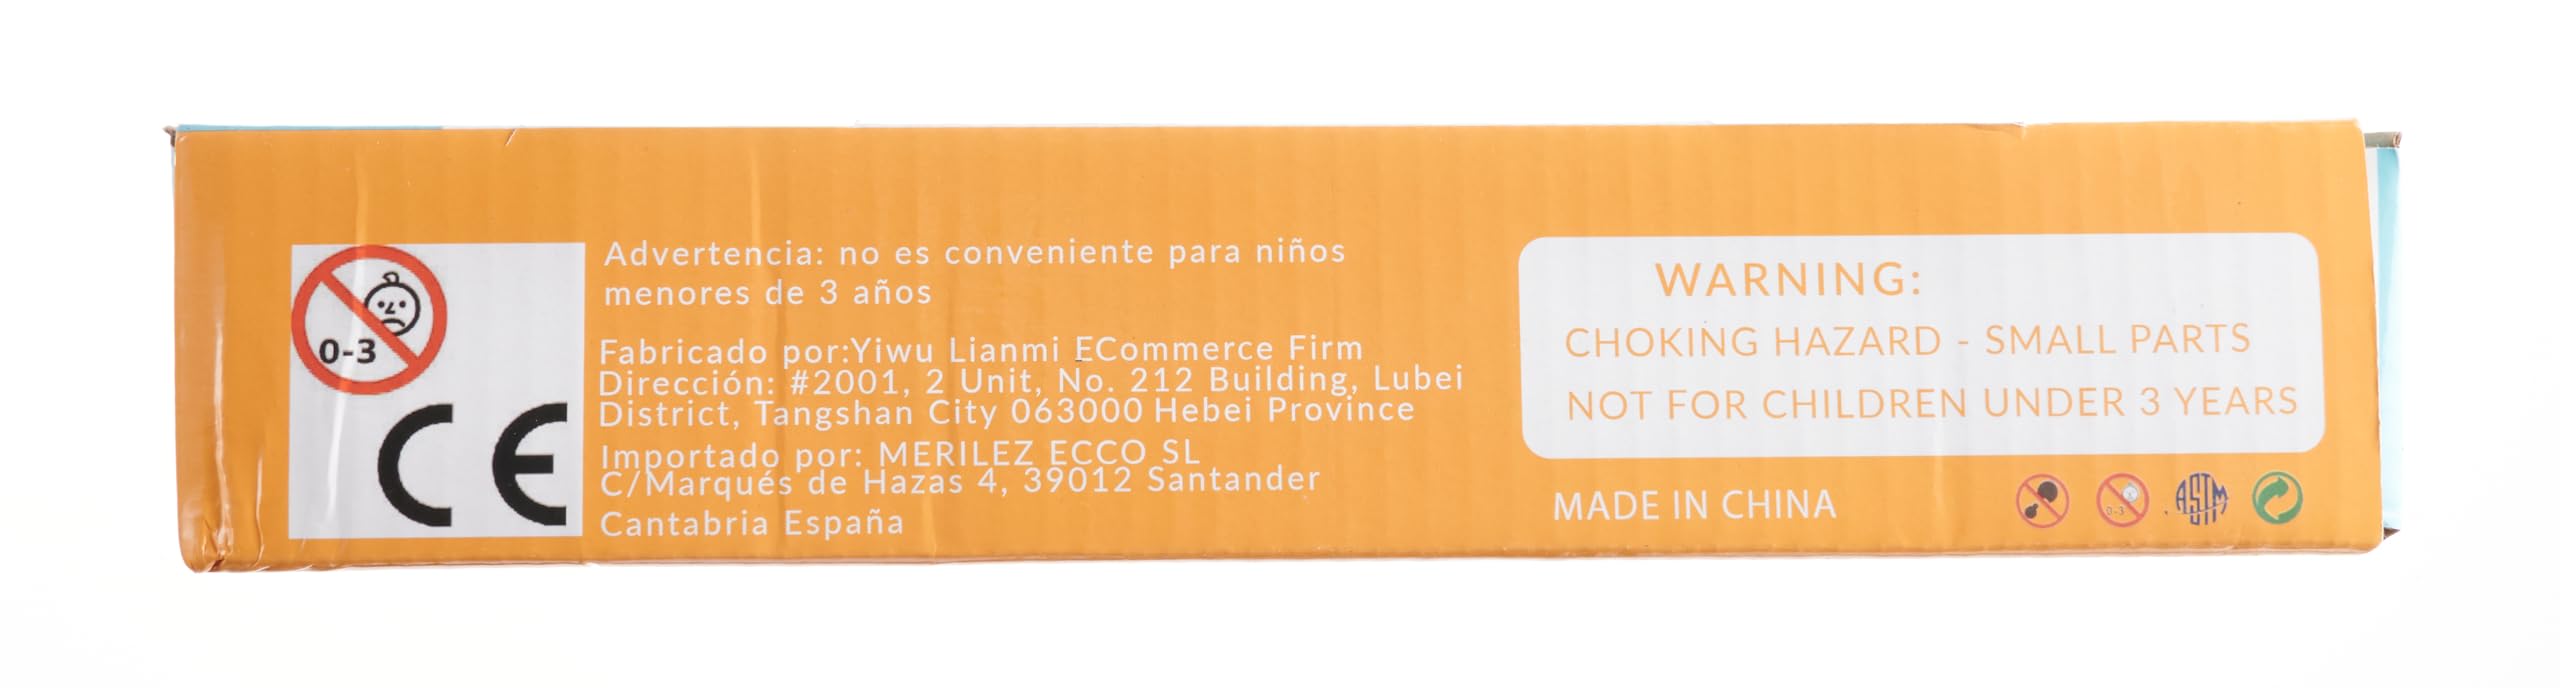 0-3
CE
Advertencia: no es conveniente para niños
menores de 3 años
Fabricado por:Yiwu Lianmi ECommerce Firm
Dirección: #2001, 2 Unit, No. 212 Building, Lubei
District, Tangshan City 063000 Hebei Province
Importado por: MERILEZ ECCO SL
C/Marqués de Hazas 4, 39012 Santander
Cantabria España
WARNING:
CHOKING HAZARD - SMALL PARTS
NOT FOR CHILDREN UNDER 3 YEARS
MADE IN CHINA
0-3
ASTM